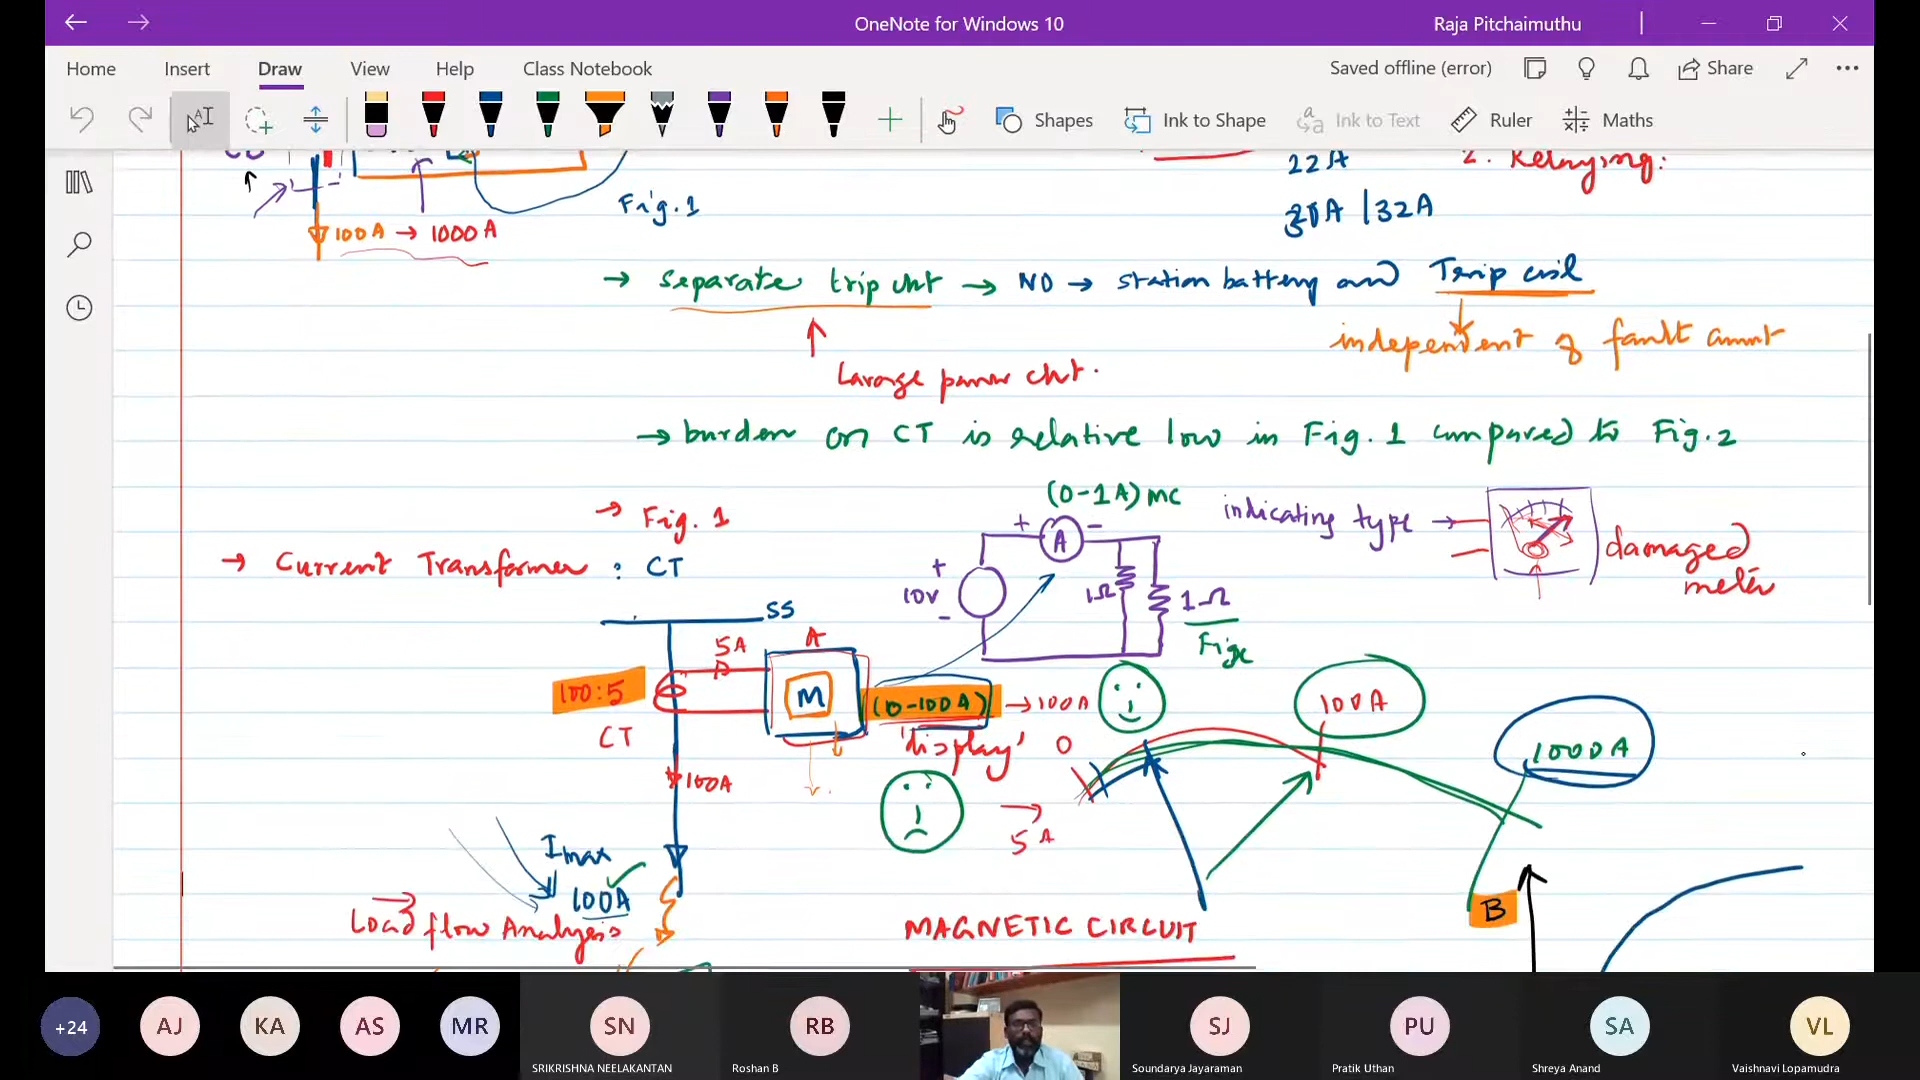 OneNote for Windows 10
Raja Pitchaimuthu
Home Insert Draw View Help Class Notebook
Saved offline (error) Share
Shapes Ink to Shape Ink to Text Ruler Maths
22A
2. Relaying:
30A | 32A
Fig.1
100A → 1000A
→ separate trip cht → NO → station battery and Trip coil
independent of fault current
Larage power cht.
→ burden on CT is relative low in Fig. 1 compared to Fig. 2
(0-1A) MC
→ Fig. 1
+ A -
indicating type →
damaged
meter
→ Current Transformer : CT
+
10V
-
1Ω
1Ω
SS
5A
A
100:5
M
(0-100A) → 100A
100A
CT
'display' 0
1000A
100A
→
5A
Imax
100A
Load flow Analysis
MAGNETIC CIRCUIT
B
+24 AJ KA AS MR SN RB SJ PU SA VL
SRIKRISHNA NEELAKANTAN
Roshan B
Soundarya Jayaraman
Pratik Uthan
Shreya Anand
Vaishnavi Lopamudra